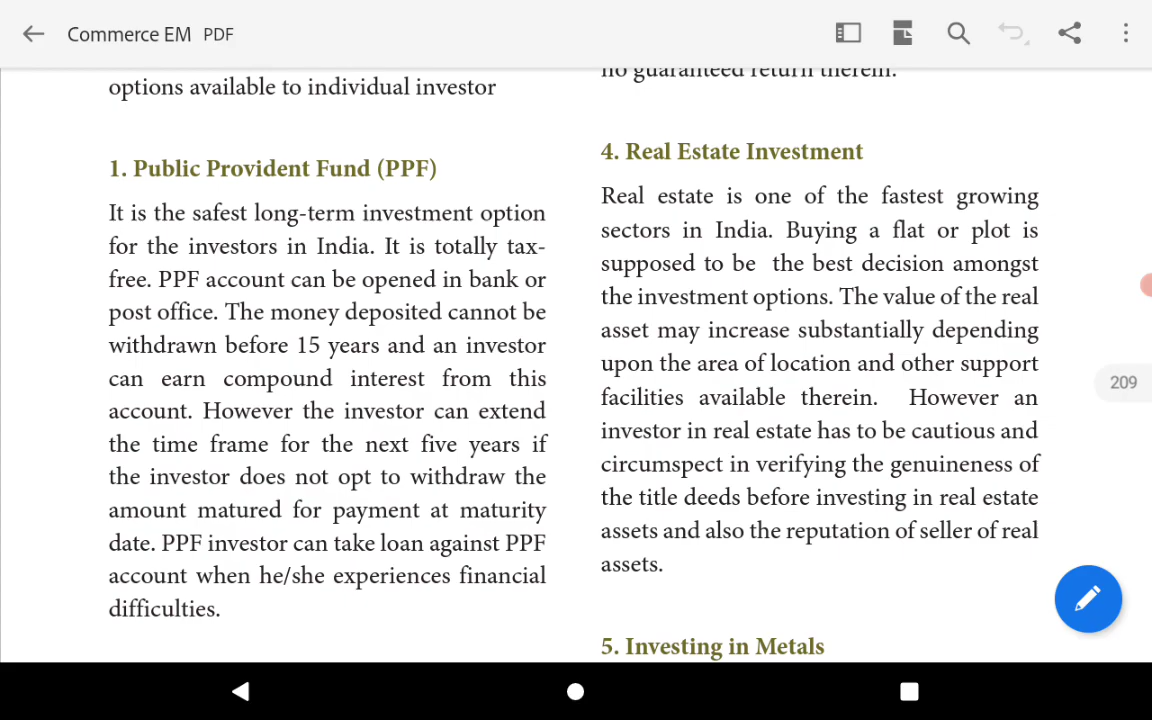 Commerce EM PDF
options available to individual investor
1. Public Provident Fund (PPF)
It is the safest long-term investment option
for the investors in India. It is totally tax-
free. PPF account can be opened in bank or
post office. The money deposited cannot be
withdrawn before 15 years and an investor
can earn compound interest from this
account. However the investor can extend
the time frame for the next five years if
the investor does not opt to withdraw the
amount matured for payment at maturity
date. PPF investor can take loan against PPF
account when he/she experiences financial
difficulties.
no guaranteed return therein.
4. Real Estate Investment
Real estate is one of the fastest growing
sectors in India. Buying a flat or plot is
supposed to be the best decision amongst
the investment options. The value of the real
asset may increase substantially depending
upon the area of location and other support
facilities available therein. However an
investor in real estate has to be cautious and
circumspect in verifying the genuineness of
the title deeds before investing in real estate
assets and also the reputation of seller of real
assets.
5. Investing in Metals
209